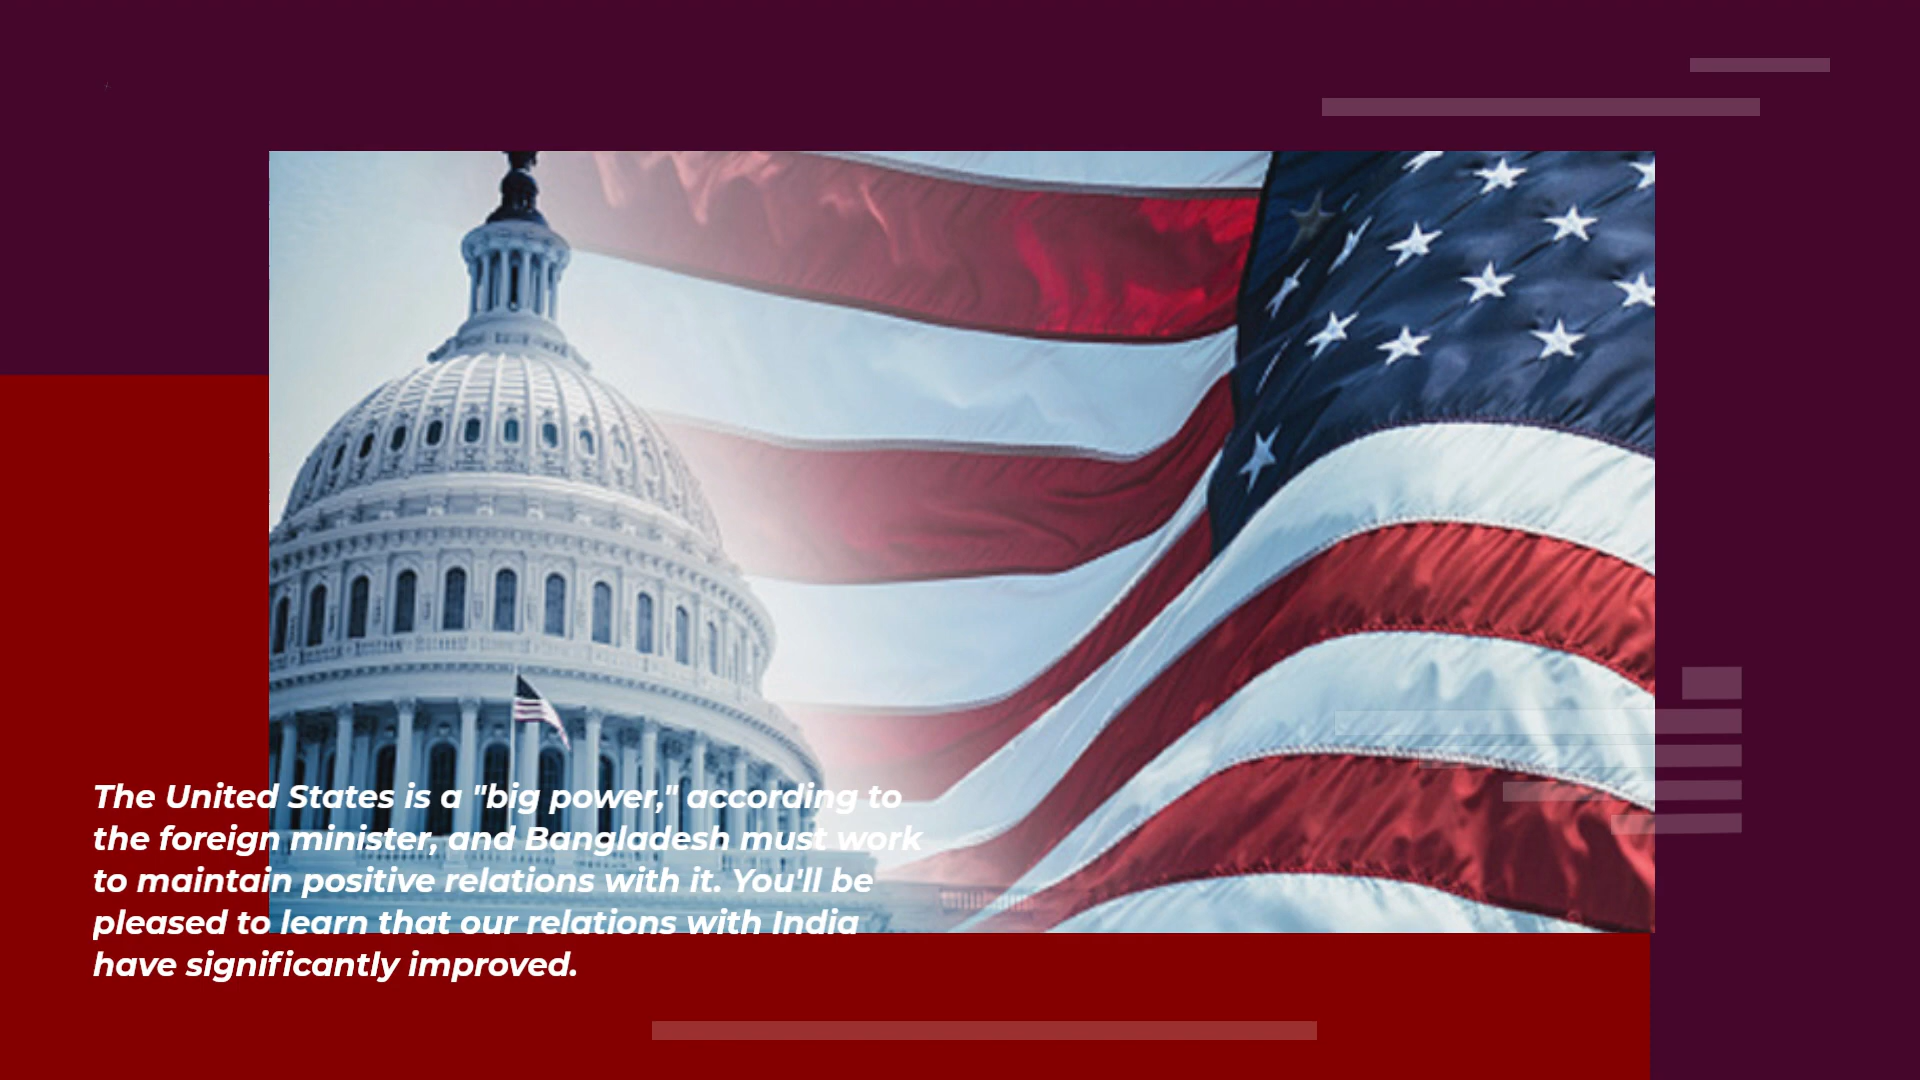 The United States is a "big power," according to
the foreign minister, and Bangladesh must work
to maintain positive relations with it. You'll be
pleased to learn that our relations with India
have significantly improved.